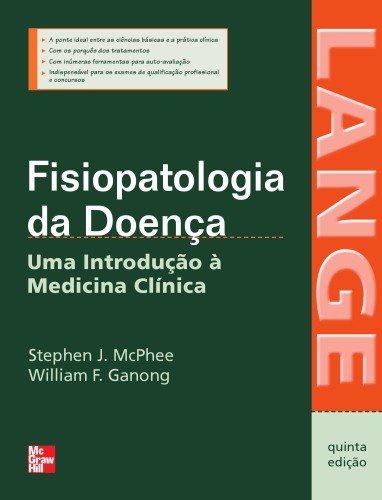 A ponte ideal entre as ciências básicas e a prática clínica
Com os porquês dos tratamentos
Com inúmeras ferramentas para auto-avaliação
Indispensável para os exames de qualificação profissional
e concursos
LANGE
Fisiopatologia
da Doença
Uma Introdução à
Medicina Clínica
Stephen J. McPhee
William F. Ganong
Mc
Graw
Hill
quinta
edição